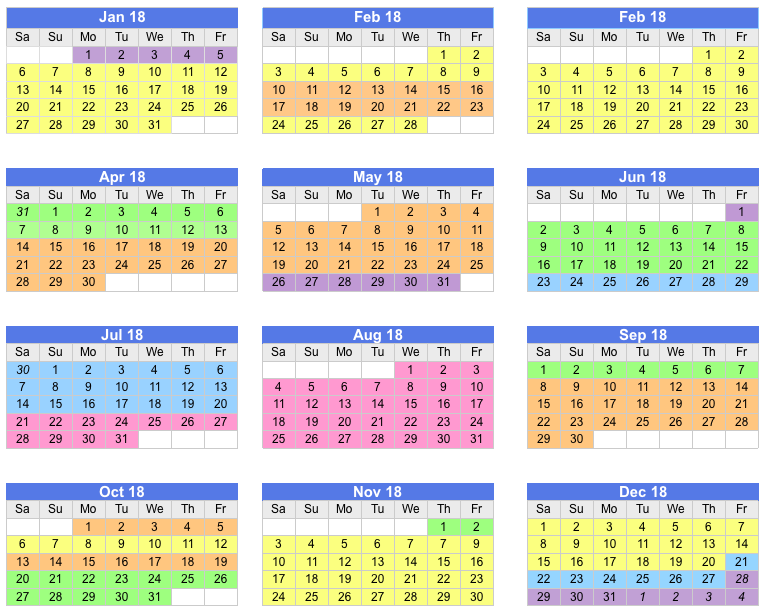 Jan 18
Sa Su Mo Tu We Th Fr
1 2 3 4 5
6 7 8 9 10 11 12
13 14 15 16 17 18 19
20 21 22 23 24 25 26
27 28 29 30 31
Feb 18
Sa Su Mo Tu We Th Fr
1 2
3 4 5 6 7 8 9
10 11 12 13 14 15 16
17 18 19 20 21 22 23
24 25 26 27 28
Feb 18
Sa Su Mo Tu We Th Fr
1 2
3 4 5 6 7 8 9
10 11 12 13 14 15 16
17 18 19 20 21 22 23
24 25 26 27 28 29 30
Apr 18
Sa Su Mo Tu We Th Fr
31 1 2 3 4 5 6
7 8 9 10 11 12 13
14 15 16 17 18 19 20
21 22 23 24 25 26 27
28 29 30
May 18
Sa Su Mo Tu We Th Fr
1 2 3 4
5 6 7 8 9 10 11
12 13 14 15 16 17 18
19 20 21 22 23 24 25
26 27 28 29 30 31
Jun 18
Sa Su Mo Tu We Th Fr
1
2 3 4 5 6 7 8
9 10 11 12 13 14 15
16 17 18 19 20 21 22
23 24 25 26 27 28 29
Jul 18
Sa Su Mo Tu We Th Fr
30 1 2 3 4 5 6
7 8 9 10 11 12 13
14 15 16 17 18 19 20
21 22 23 24 25 26 27
28 29 30 31
Aug 18
Sa Su Mo Tu We Th Fr
1 2 3
4 5 6 7 8 9 10
11 12 13 14 15 16 17
18 19 20 21 22 23 24
25 26 27 28 29 30 31
Sep 18
Sa Su Mo Tu We Th Fr
1 2 3 4 5 6 7
8 9 10 11 12 13 14
15 16 17 18 19 20 21
22 23 24 25 26 27 28
29 30
Oct 18
Sa Su Mo Tu We Th Fr
1 2 3 4 5
6 7 8 9 10 11 12
13 14 15 16 17 18 19
20 21 22 23 24 25 26
27 28 29 30 31
Nov 18
Sa Su Mo Tu We Th Fr
1 2
3 4 5 6 7 8 9
10 11 12 13 14 15 16
17 18 19 20 21 22 23
24 25 26 27 28 29 30
Dec 18
Sa Su Mo Tu We Th Fr
1 2 3 4 5 6 7
8 9 10 11 12 13 14
15 16 17 18 19 20 21
22 23 24 25 26 27 28
29 30 31 1 2 3 4